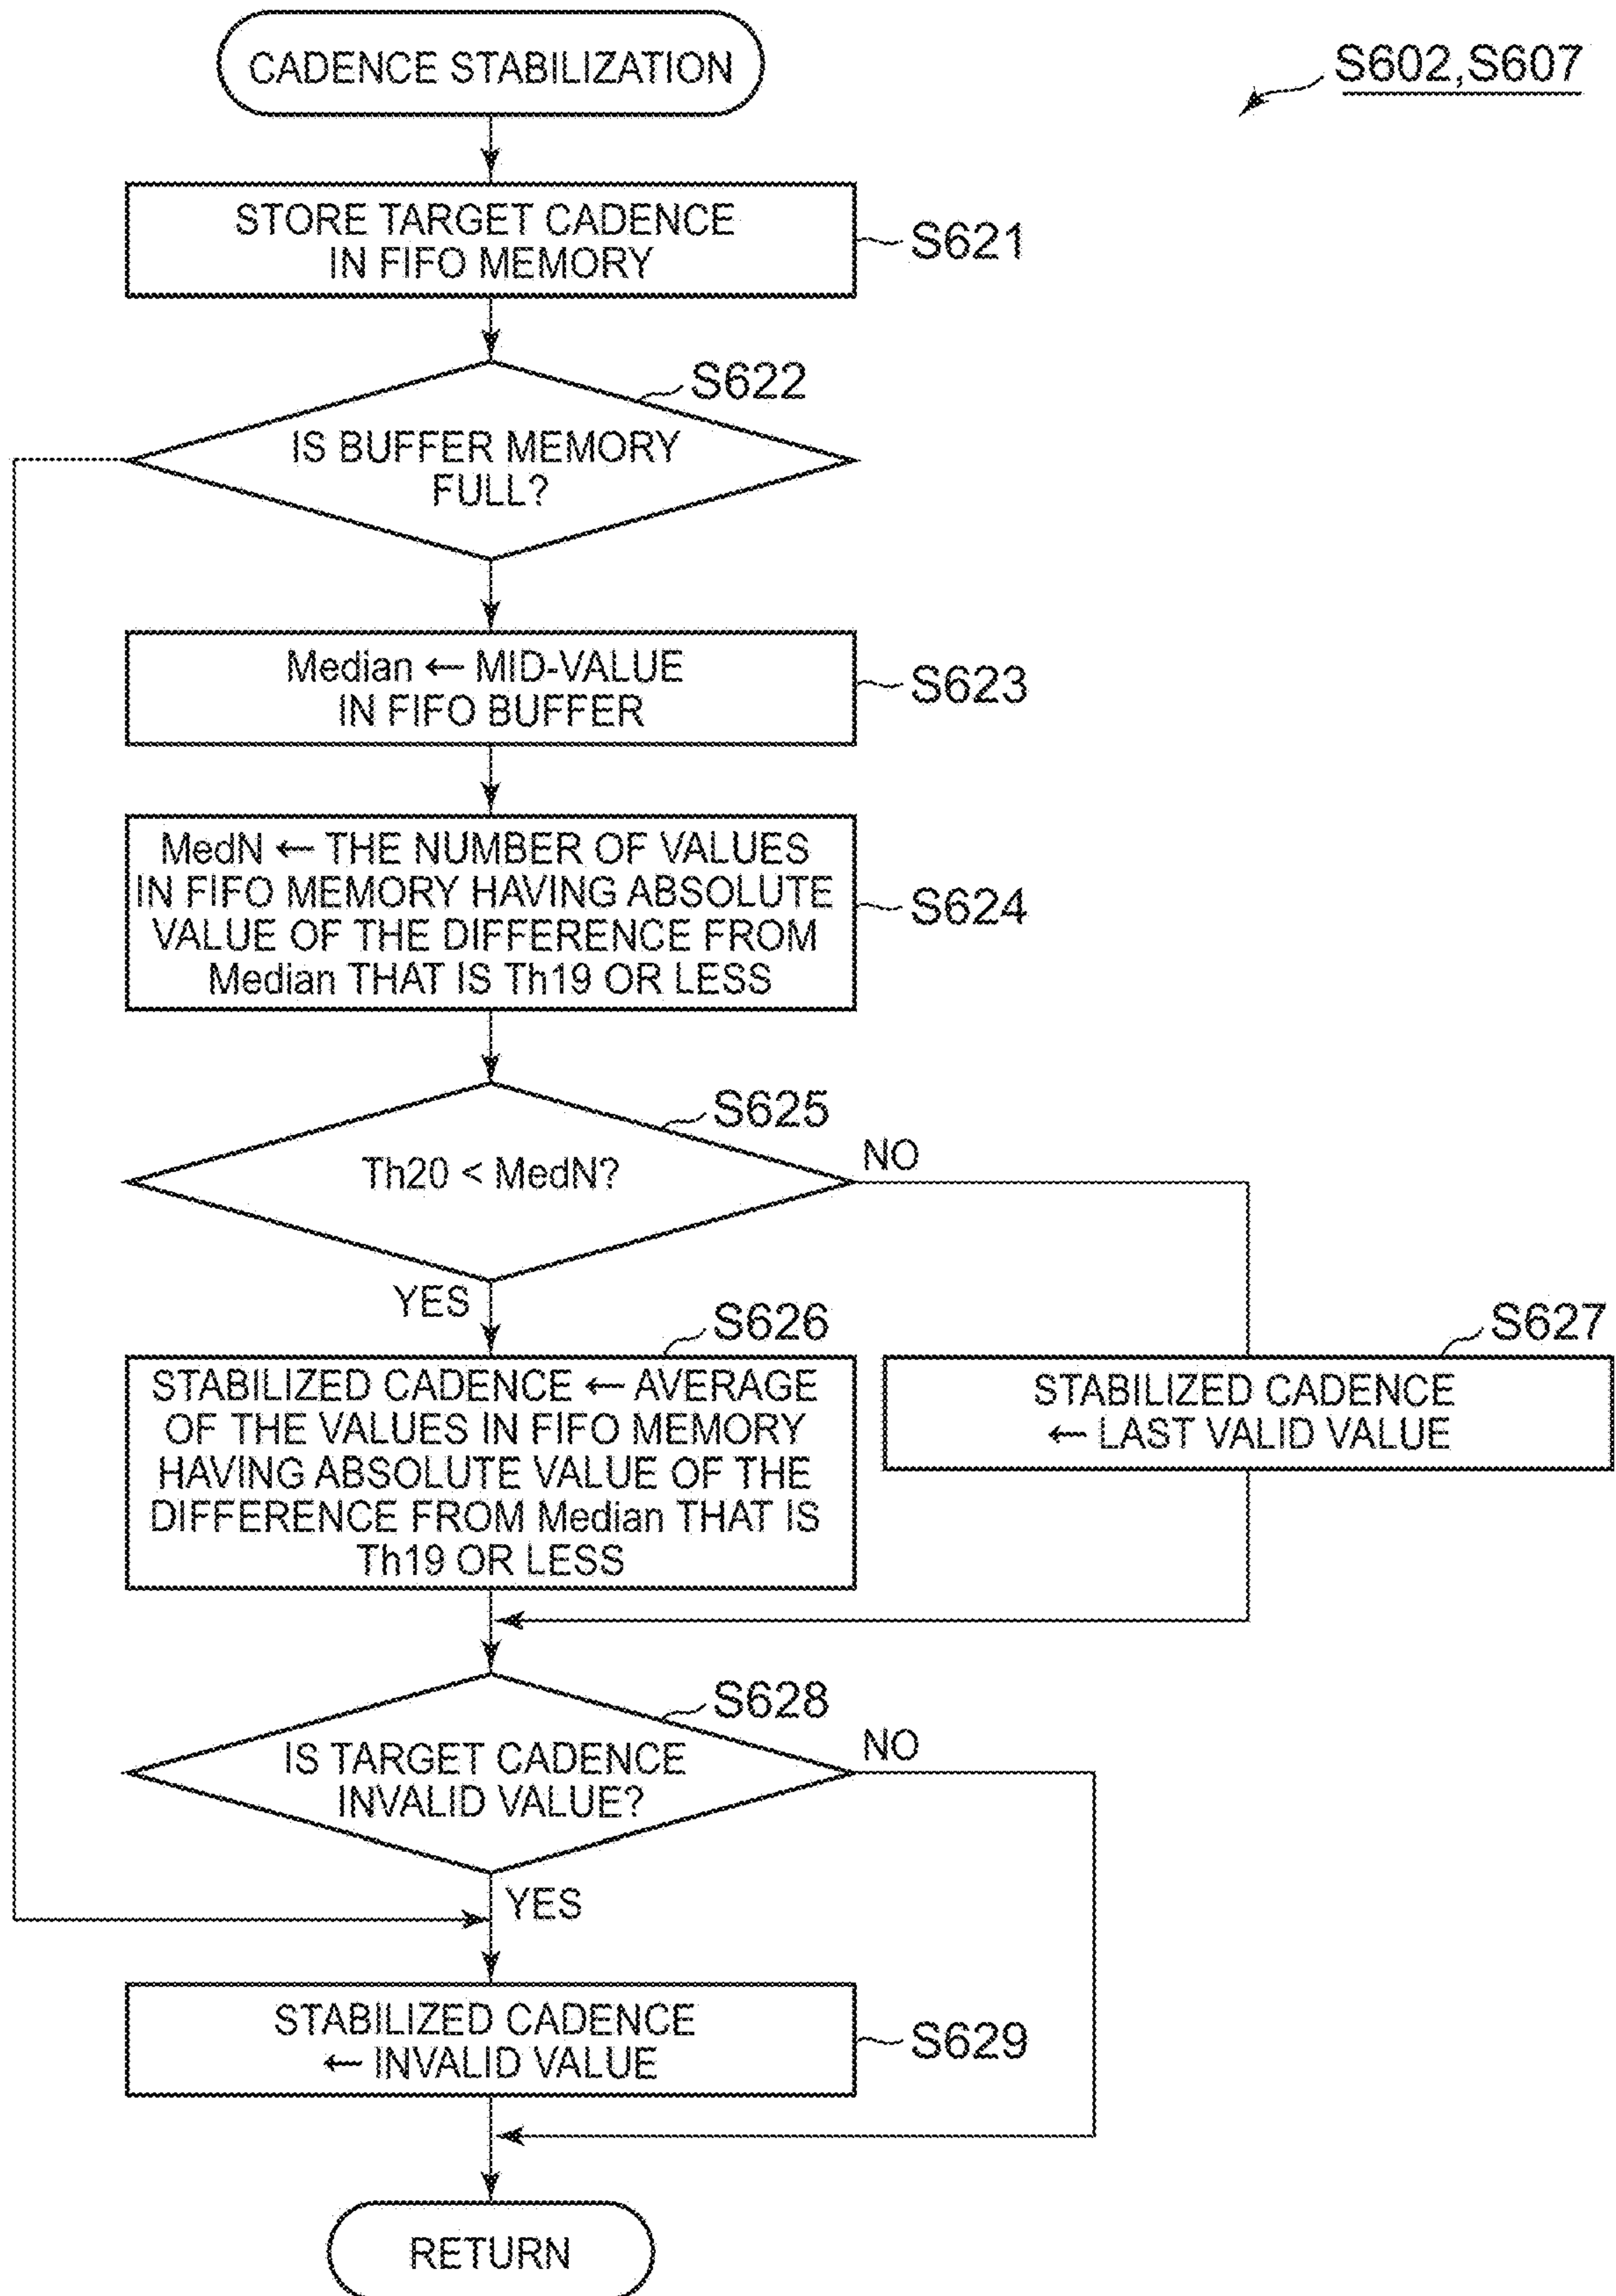 CADENCE STABILIZATION
S602,S607
STORE TARGET CADENCE
IN FIFO MEMORY
S621
S622
IS BUFFER MEMORY
FULL?
Median ← MID-VALUE
IN FIFO BUFFER
S623
MedN ← THE NUMBER OF VALUES
IN FIFO MEMORY HAVING ABSOLUTE
VALUE OF THE DIFFERENCE FROM
Median THAT IS Th19 OR LESS
S624
S625
Th20 < MedN?
NO
YES
S626
STABILIZED CADENCE ← AVERAGE
OF THE VALUES IN FIFO MEMORY
HAVING ABSOLUTE VALUE OF THE
DIFFERENCE FROM Median THAT IS
Th19 OR LESS
S627
STABILIZED CADENCE
← LAST VALID VALUE
S628
IS TARGET CADENCE
INVALID VALUE?
NO
YES
STABILIZED CADENCE
← INVALID VALUE
S629
RETURN